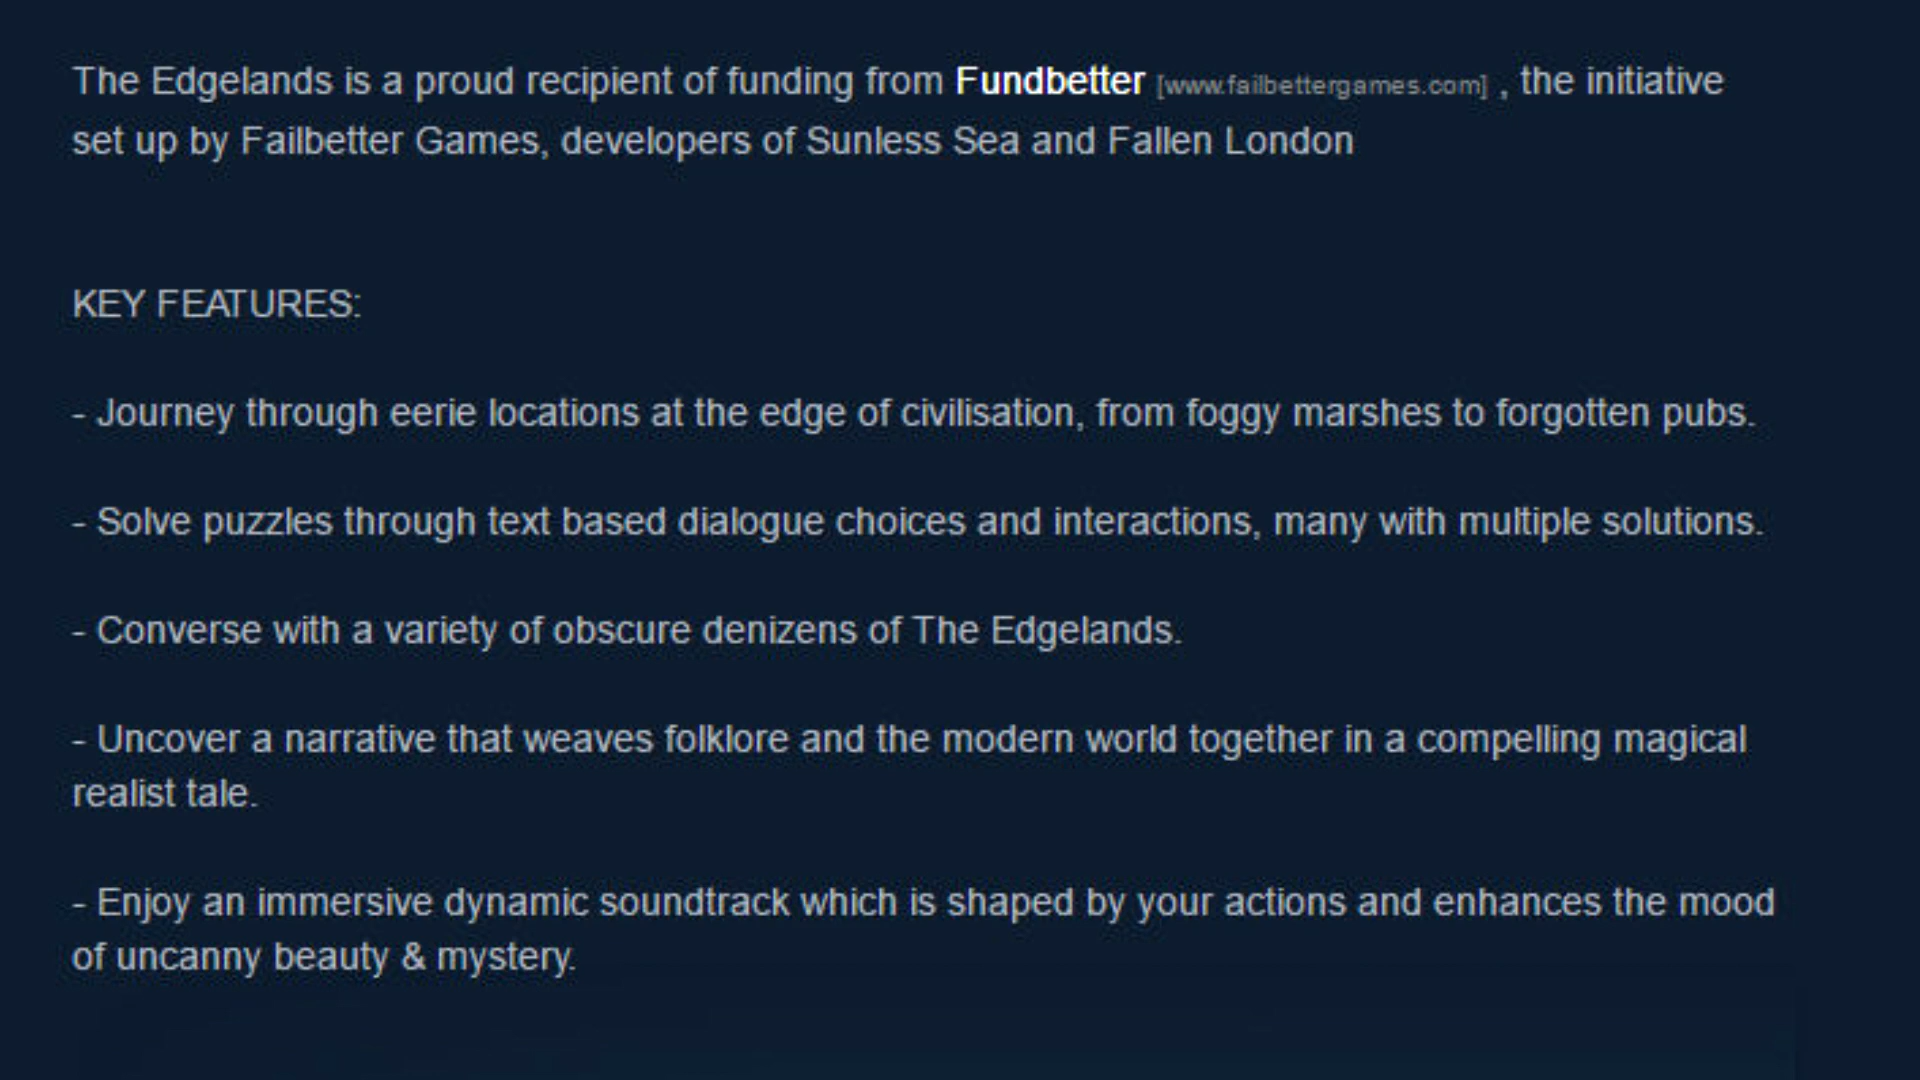 The Edgelands is a proud recipient of funding from Fundbetter [www.failbettergames.com] , the initiative
set up by Failbetter Games, developers of Sunless Sea and Fallen London
KEY FEATURES:
- Journey through eerie locations at the edge of civilisation, from foggy marshes to forgotten pubs.
- Solve puzzles through text based dialogue choices and interactions, many with multiple solutions.
- Converse with a variety of obscure denizens of The Edgelands.
- Uncover a narrative that weaves folklore and the modern world together in a compelling magical
realist tale.
- Enjoy an immersive dynamic soundtrack which is shaped by your actions and enhances the mood
of uncanny beauty & mystery.